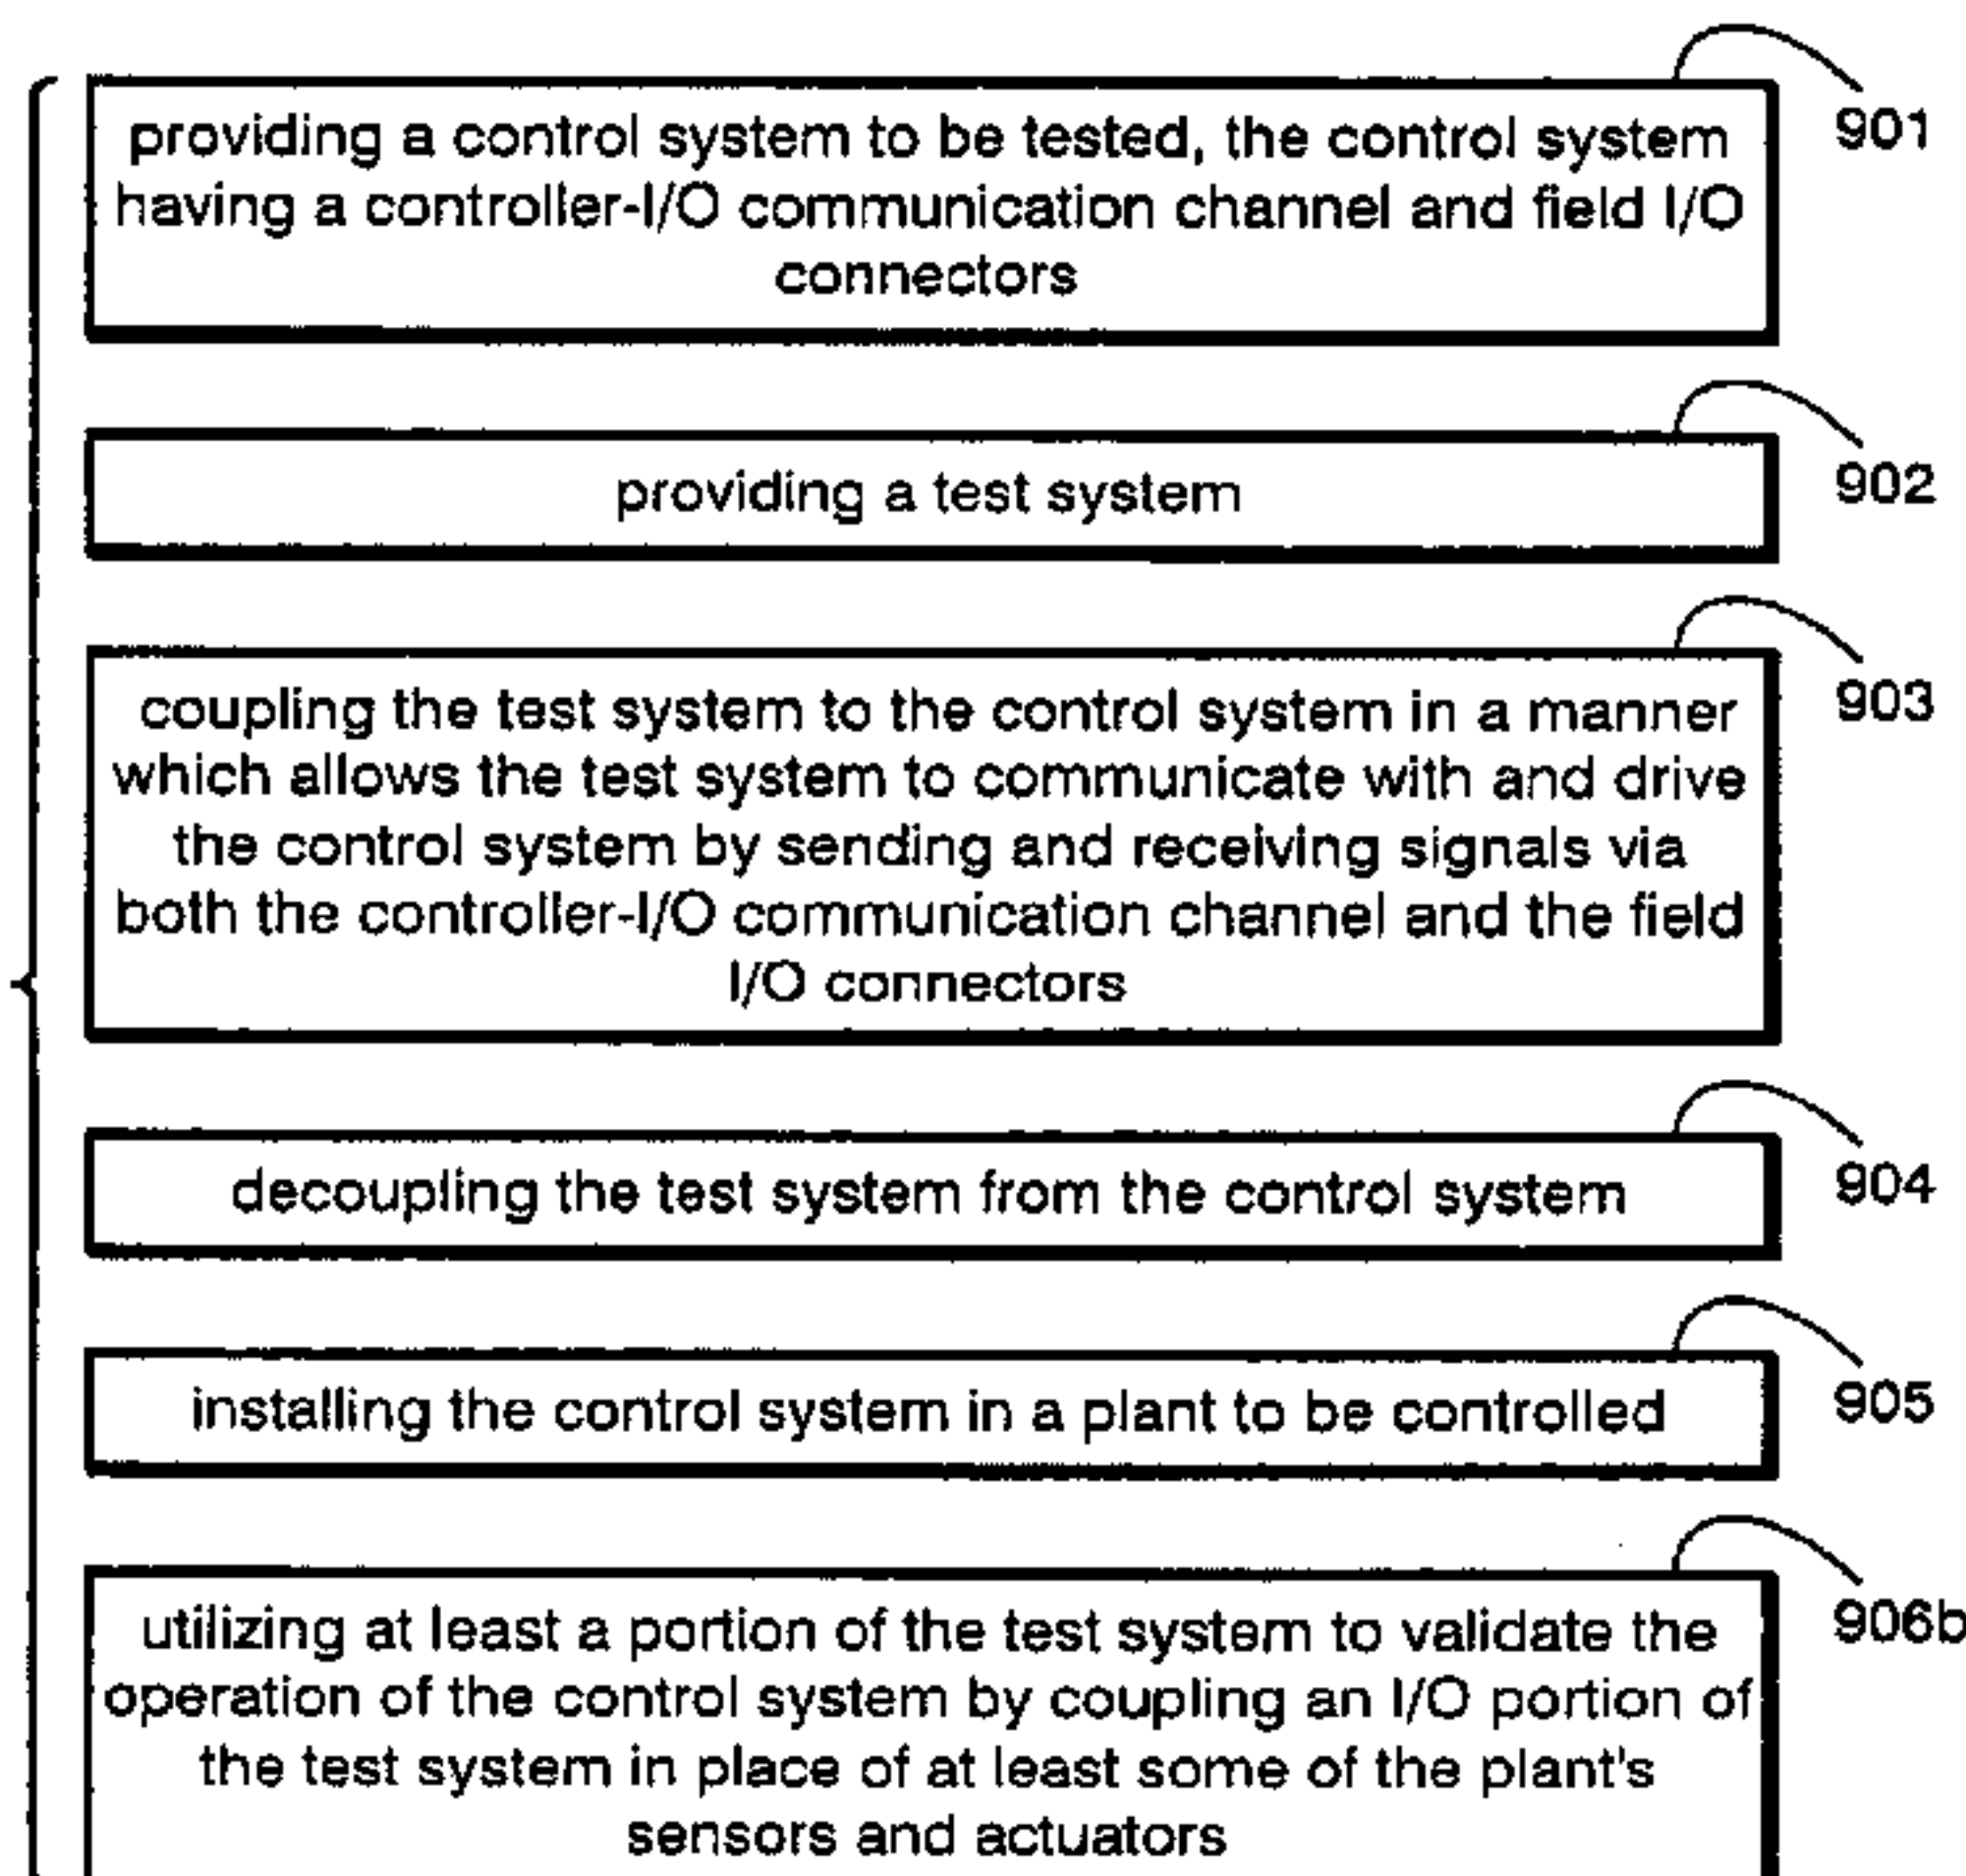 901
providing a control system to be tested, the control system
having a controller-I/O communication channel and field I/O
connectors
902
providing a test system
903
coupling the test system to the control system in a manner
which allows the test system to communicate with and drive
the control system by sending and receiving signals via
both the controller-I/O communication channel and the field
I/O connectors
904
decoupling the test system from the control system
905
installing the control system in a plant to be controlled
906b
utilizing at least a portion of the test system to validate the
operation of the control system by coupling an I/O portion of
the test system in place of at least some of the plant's
sensors and actuators